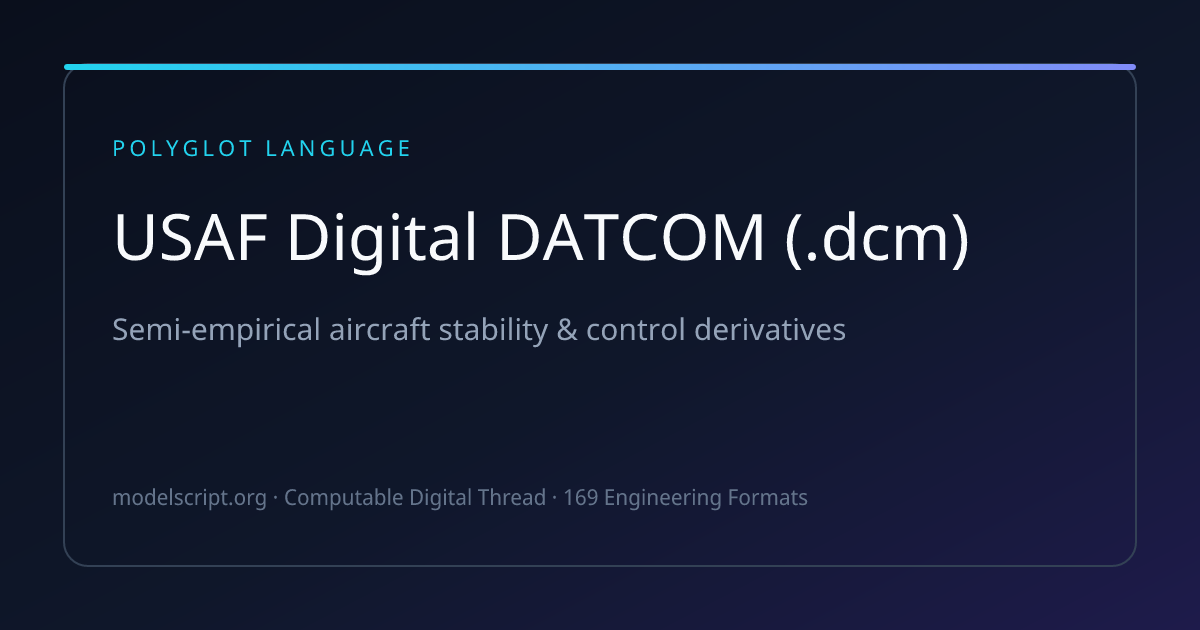 POLYGLOT LANGUAGE
USAF Digital DATCOM (.dcm)
Semi-empirical aircraft stability & control derivatives
modelscript.org · Computable Digital Thread · 169 Engineering Formats